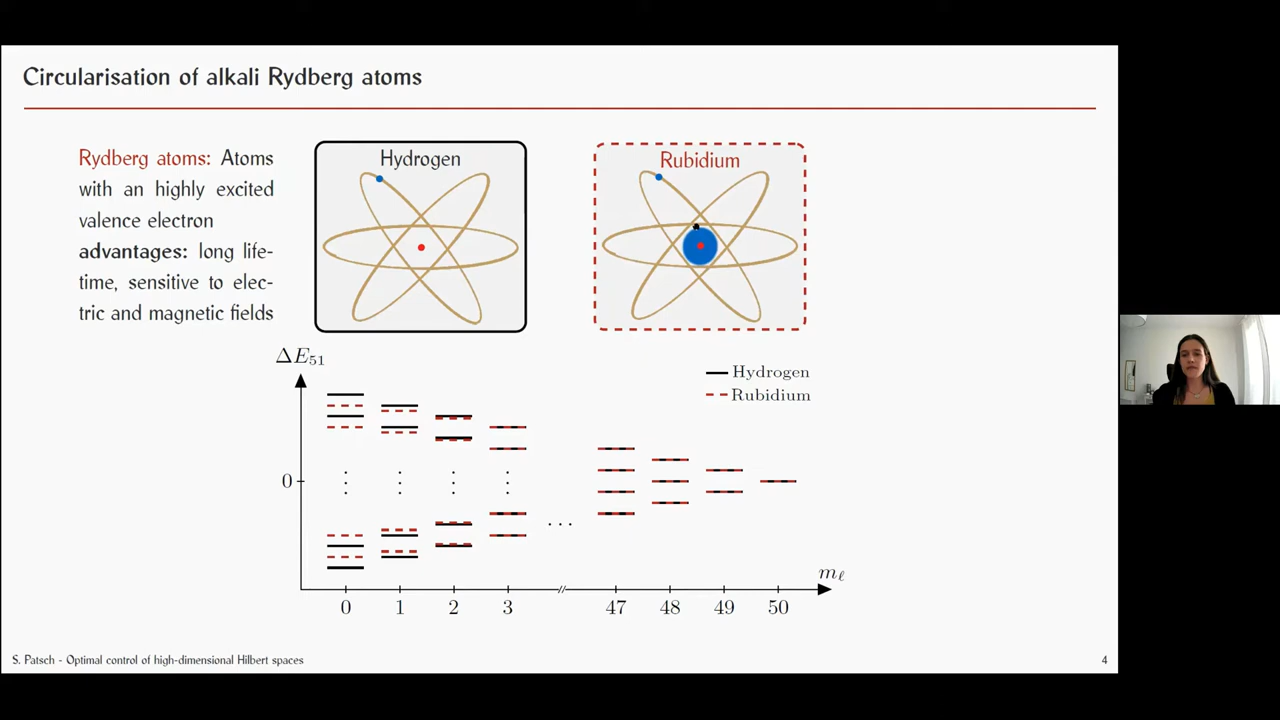 Circularisation of alkali Rydberg atoms
Rydberg atoms: Atoms
with an highly excited
valence electron
advantages: long life-
time, sensitive to elec-
tric and magnetic fields
Hydrogen
Rubidium
ΔE₅₁
Hydrogen
Rubidium
0
mℓ
0 1 2 3 47 48 49 50
S. Patsch - Optimal control of high-dimensional Hilbert spaces
4